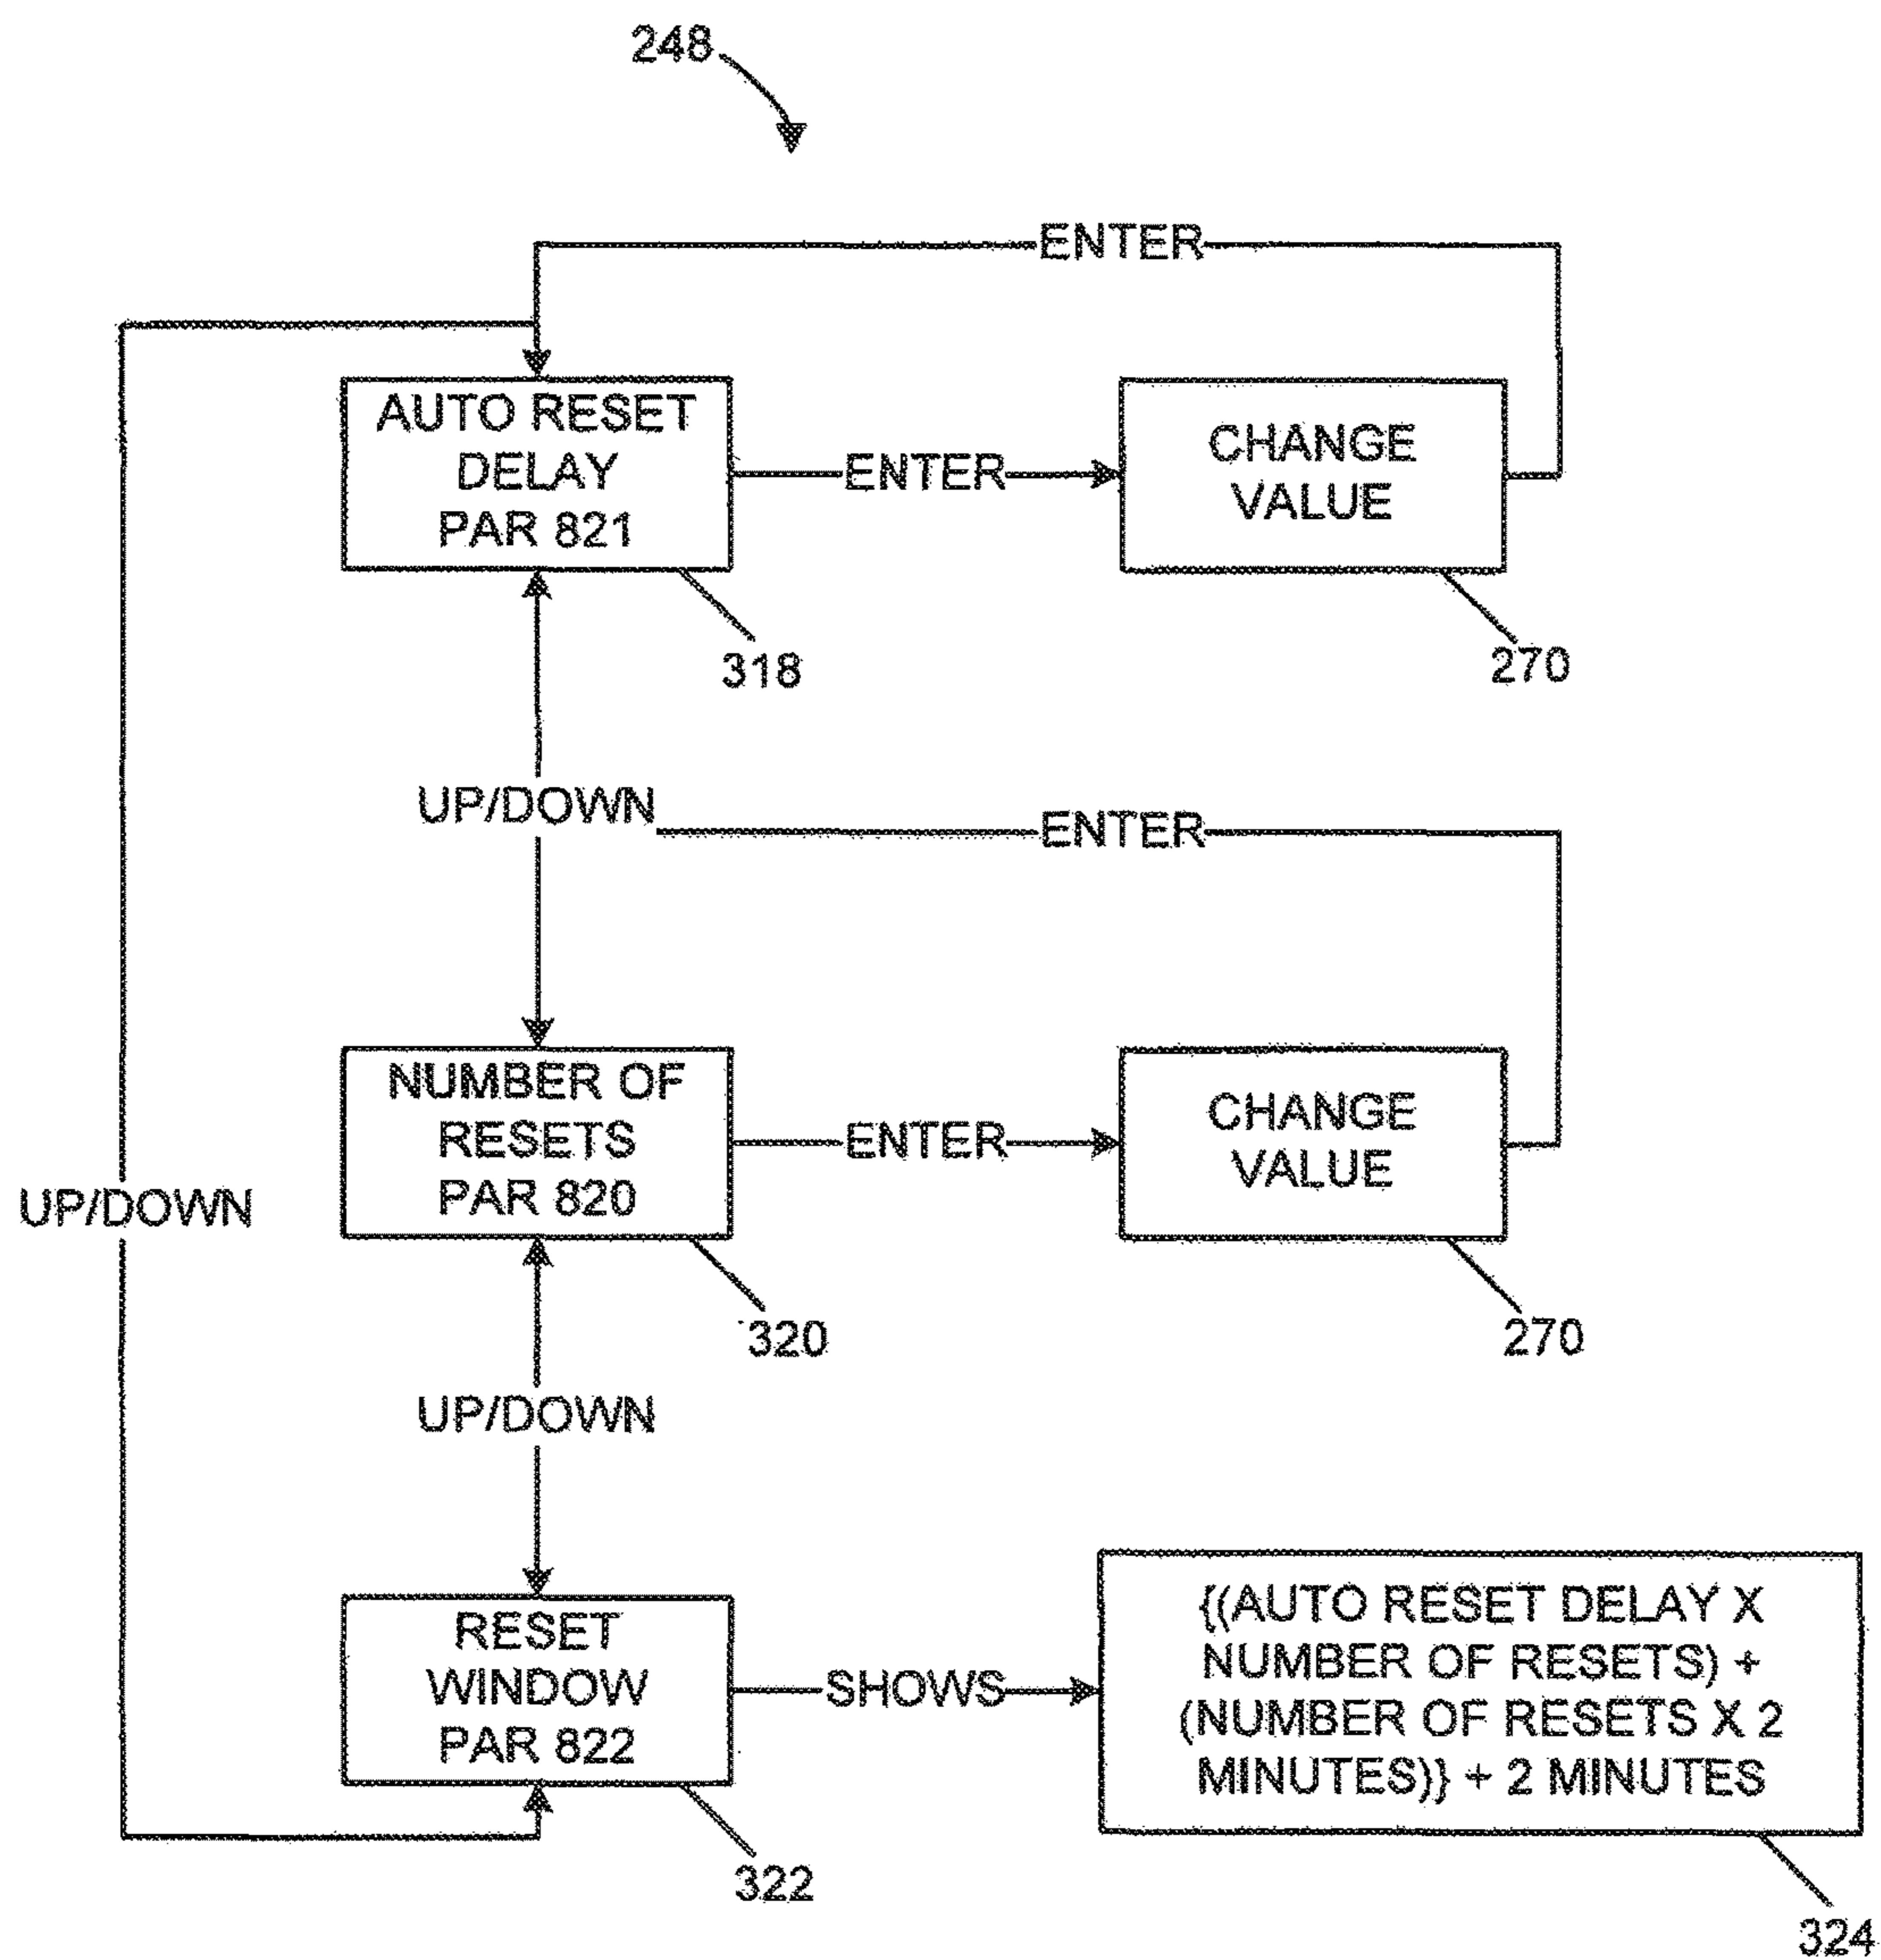 248
ENTER
AUTO RESET
DELAY
PAR 821
ENTER
CHANGE
VALUE
318
270
UP/DOWN
ENTER
NUMBER OF
RESETS
PAR 820
ENTER
CHANGE
VALUE
UP/DOWN
320
270
UP/DOWN
RESET
WINDOW
PAR 822
SHOWS
{(AUTO RESET DELAY X
NUMBER OF RESETS) +
(NUMBER OF RESETS X 2
MINUTES)} + 2 MINUTES
322
324